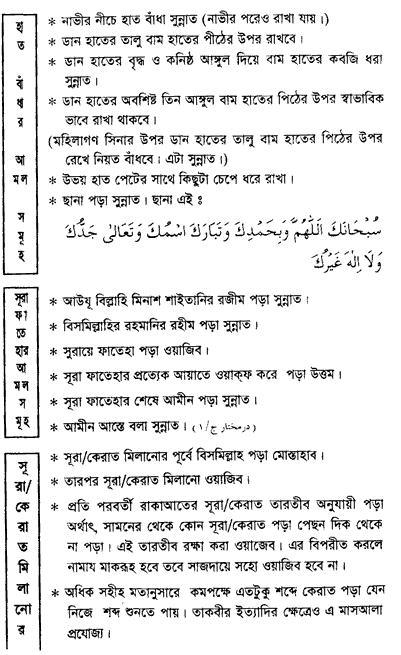 হাত বাঁধার আমল সমূহ
* নাভীর নীচে হাত বাঁধা সুন্নাত (নাভীর পরেও রাখা যায়।)
* ডান হাতের তালু বাম হাতের পীঠের উপর রাখবে।
* ডান হাতের বৃদ্ধ ও কনিষ্ঠ আঙ্গুল দিয়ে বাম হাতের কবজি ধরা
সুন্নাত।
* ডান হাতের অবশিষ্ট তিন আঙ্গুল বাম হাতের পিঠের উপর স্বাভাবিক
ভাবে রাখা থাকবে।
(মহিলাগণ সিনার উপর ডান হাতের তালু বাম হাতের পিঠের উপর
রেখে নিয়ত বাঁধবে। এটা সুন্নাত।)
* উভয় হাত পেটের সাথে কিছুটা চেপে ধরে রাখা।
* ছানা পড়া সুন্নাত। ছানা এই ঃ
سُبْحَانَكَ اَللّٰهُمَّ وَبِحَمْدِكَ وَتَبَارَكَ اسْمُكَ وَتَعَالٰى جَدُّكَ
وَلَا اِلٰهَ غَيْرُكَ
সূরা ফাতেহার আমল সমূহ
* আউযূ বিল্লাহি মিনাশ শাইতানির রজীম পড়া সুন্নাত।
* বিসমিল্লাহির রহমানির রহীম পড়া সুন্নাত।
* সুরায়ে ফাতেহা পড়া ওয়াজিব।
* সূরা ফাতেহার প্রত্যেক আয়াতে ওয়াক্ফ করে পড়া উত্তম।
* সূরা ফাতেহার শেষে আমীন পড়া সুন্নাত।
* আমীন আস্তে বলা সুন্নাত। (درمختار ج/١)
সূরা/কেরাত মিলানোর
* সূরা/কেরাত মিলানোর পূর্বে বিসমিল্লাহ পড়া মোস্তাহাব।
* তারপর সূরা/কেরাত মিলানো ওয়াজিব।
* প্রতি পরবর্তী রাকাআতের সূরা/কেরাত তারতীব অনুযায়ী পড়া
অর্থাৎ, সামনের থেকে কোন সূরা/কেরাত পড়া পেছন দিক থেকে
না পড়া। এই তারতীব রক্ষা করা ওয়াজেব। এর বিপরীত করলে
নামায মাকরূহ হবে তবে সাজদায়ে সহো ওয়াজিব হবে না।
* অধিক সহীহ মতানুসারে কমপক্ষে এতটুকু শব্দে কেরাত পড়া যেন
নিজে শব্দ শুনতে পায়। তাকবীর ইত্যাদির ক্ষেত্রেও এ মাসআলা
প্রযোজ্য।